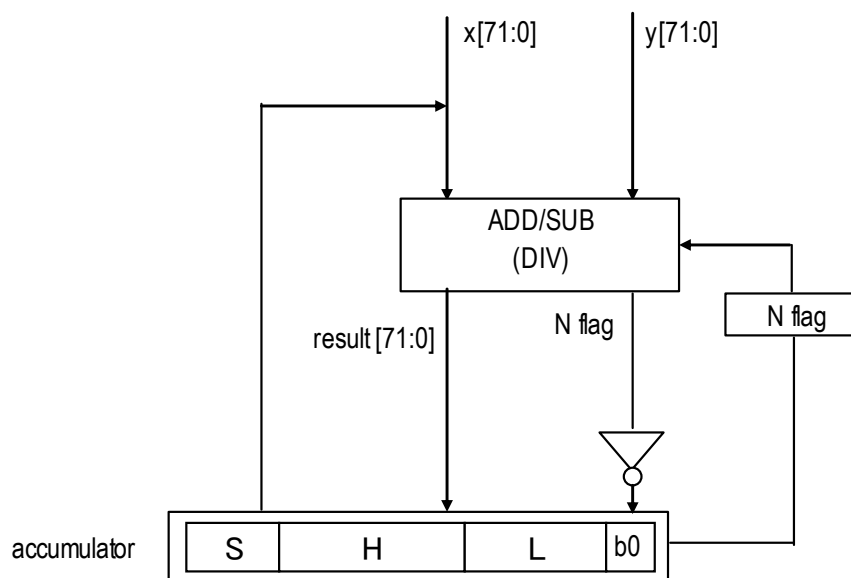 x[71:0]
y[71:0]
ADD/SUB
(DIV)
N flag
N flag
result [71:0]
accumulator
S
H
L
b0